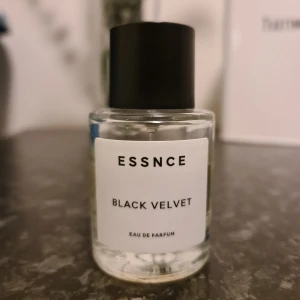 ESSNCE
BLACK VELVET
EAU DE PARFUM